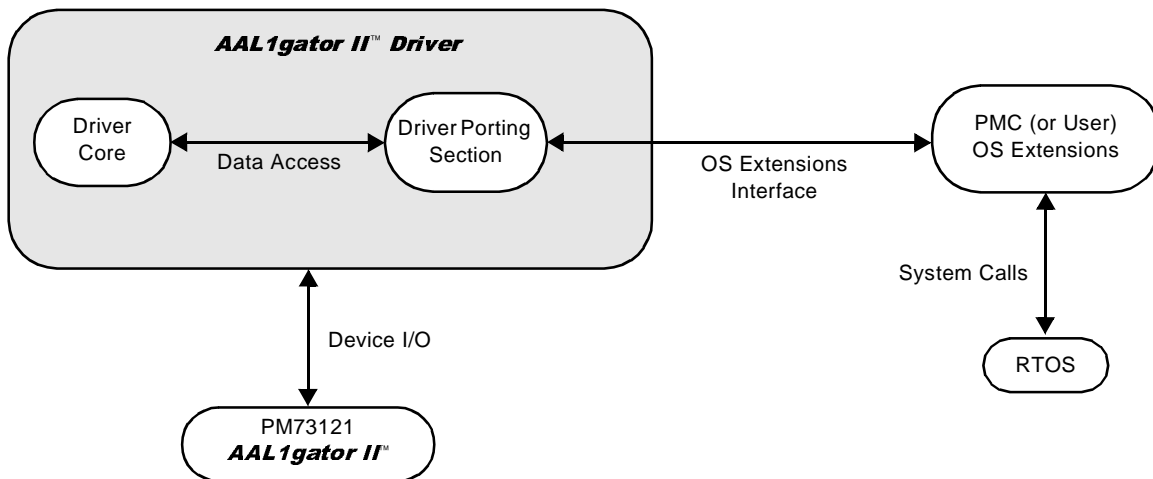 AAL1gator II™ Driver
Driver
Core
Data Access
Driver Porting
Section
OS Extensions
Interface
PMC (or User)
OS Extensions
System Calls
RTOS
Device I/O
PM73121
AAL1gator II™